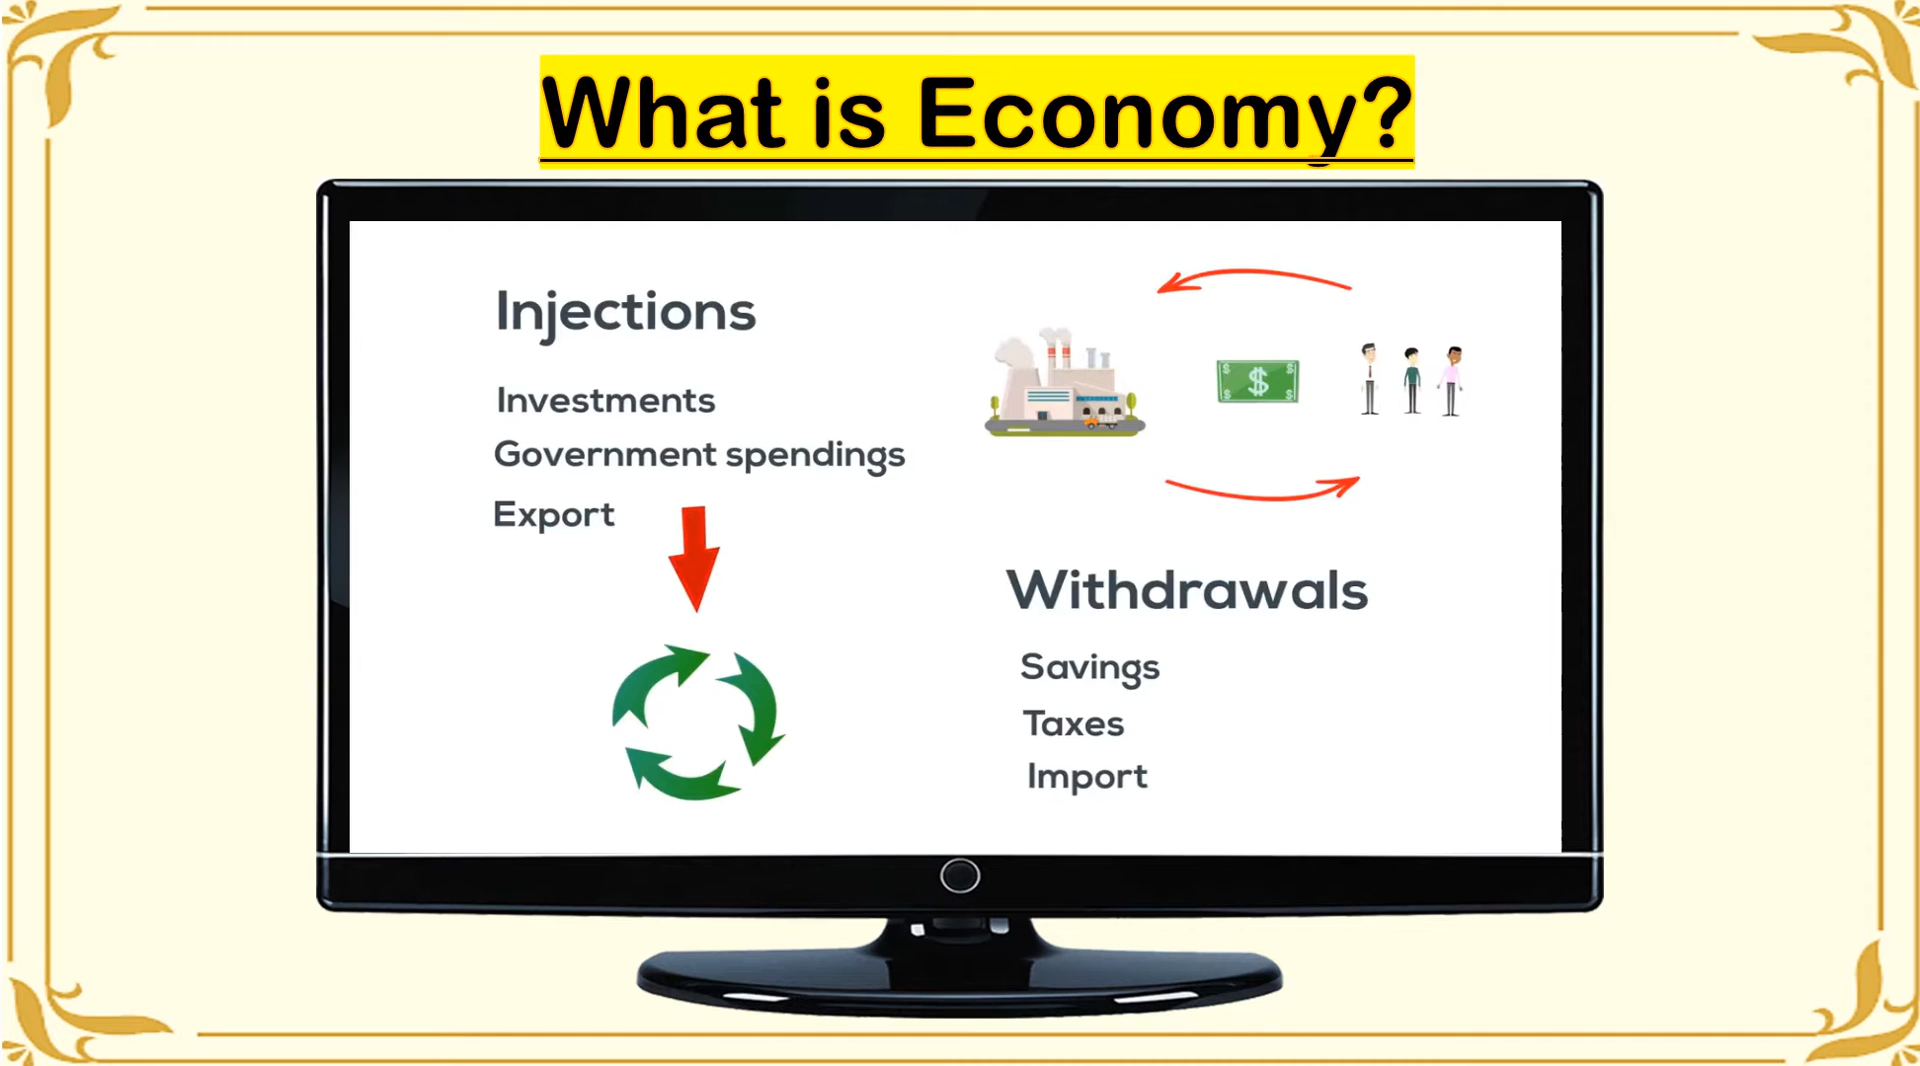 What is Economy?
Injections
Investments
Government spendings
Export
$
Withdrawals
Savings
Taxes
Import